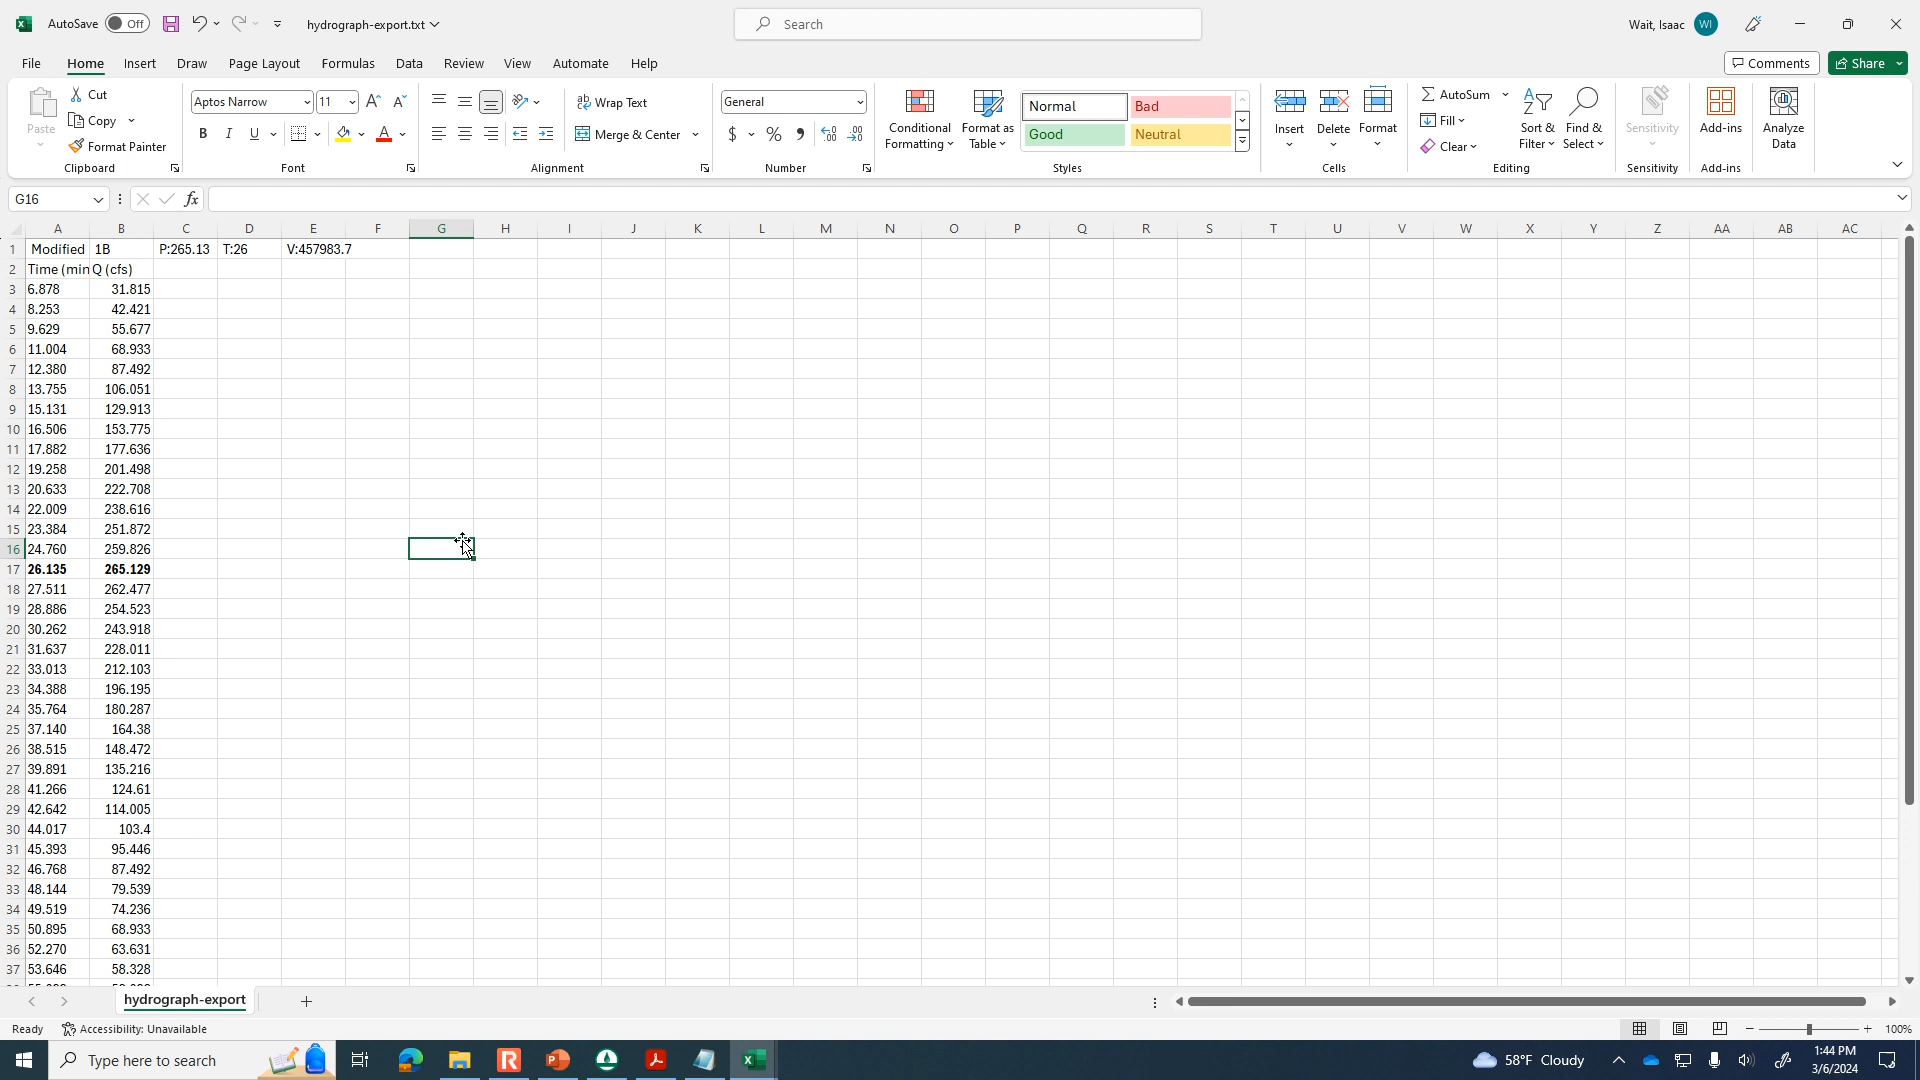 AutoSave Off hydrograph-export.txt Search Wait, Isaac WI
File Home Insert Draw Page Layout Formulas Data Review View Automate Help Comments Share
Paste Cut Copy Format Painter Clipboard
Aptos Narrow 11 B I U A Font
Wrap Text Merge & Center Alignment
General $ % , Number
Conditional Formatting Format as Table Normal Bad Good Neutral Styles
Insert Delete Format Cells
AutoSum Fill Clear Sort & Filter Find & Select Editing
Sensitivity Sensitivity
Add-ins Add-ins
Analyze Data
G16 fx
A B C D E F G H I J K L M N O P Q R S T U V W X Y Z AA AB AC
1 Modified 1B P:265.13 T:26 V:457983.7
2 Time (min Q (cfs)
3 6.878 31.815
4 8.253 42.421
5 9.629 55.677
6 11.004 68.933
7 12.380 87.492
8 13.755 106.051
9 15.131 129.913
10 16.506 153.775
11 17.882 177.636
12 19.258 201.498
13 20.633 222.708
14 22.009 238.616
15 23.384 251.872
16 24.760 259.826
17 26.135 265.129
18 27.511 262.477
19 28.886 254.523
20 30.262 243.918
21 31.637 228.011
22 33.013 212.103
23 34.388 196.195
24 35.764 180.287
25 37.140 164.38
26 38.515 148.472
27 39.891 135.216
28 41.266 124.61
29 42.642 114.005
30 44.017 103.4
31 45.393 95.446
32 46.768 87.492
33 48.144 79.539
34 49.519 74.236
35 50.895 68.933
36 52.270 63.631
37 53.646 58.328
hydrograph-export
Ready Accessibility: Unavailable 100%
Type here to search 58°F Cloudy 1:44 PM
3/6/2024